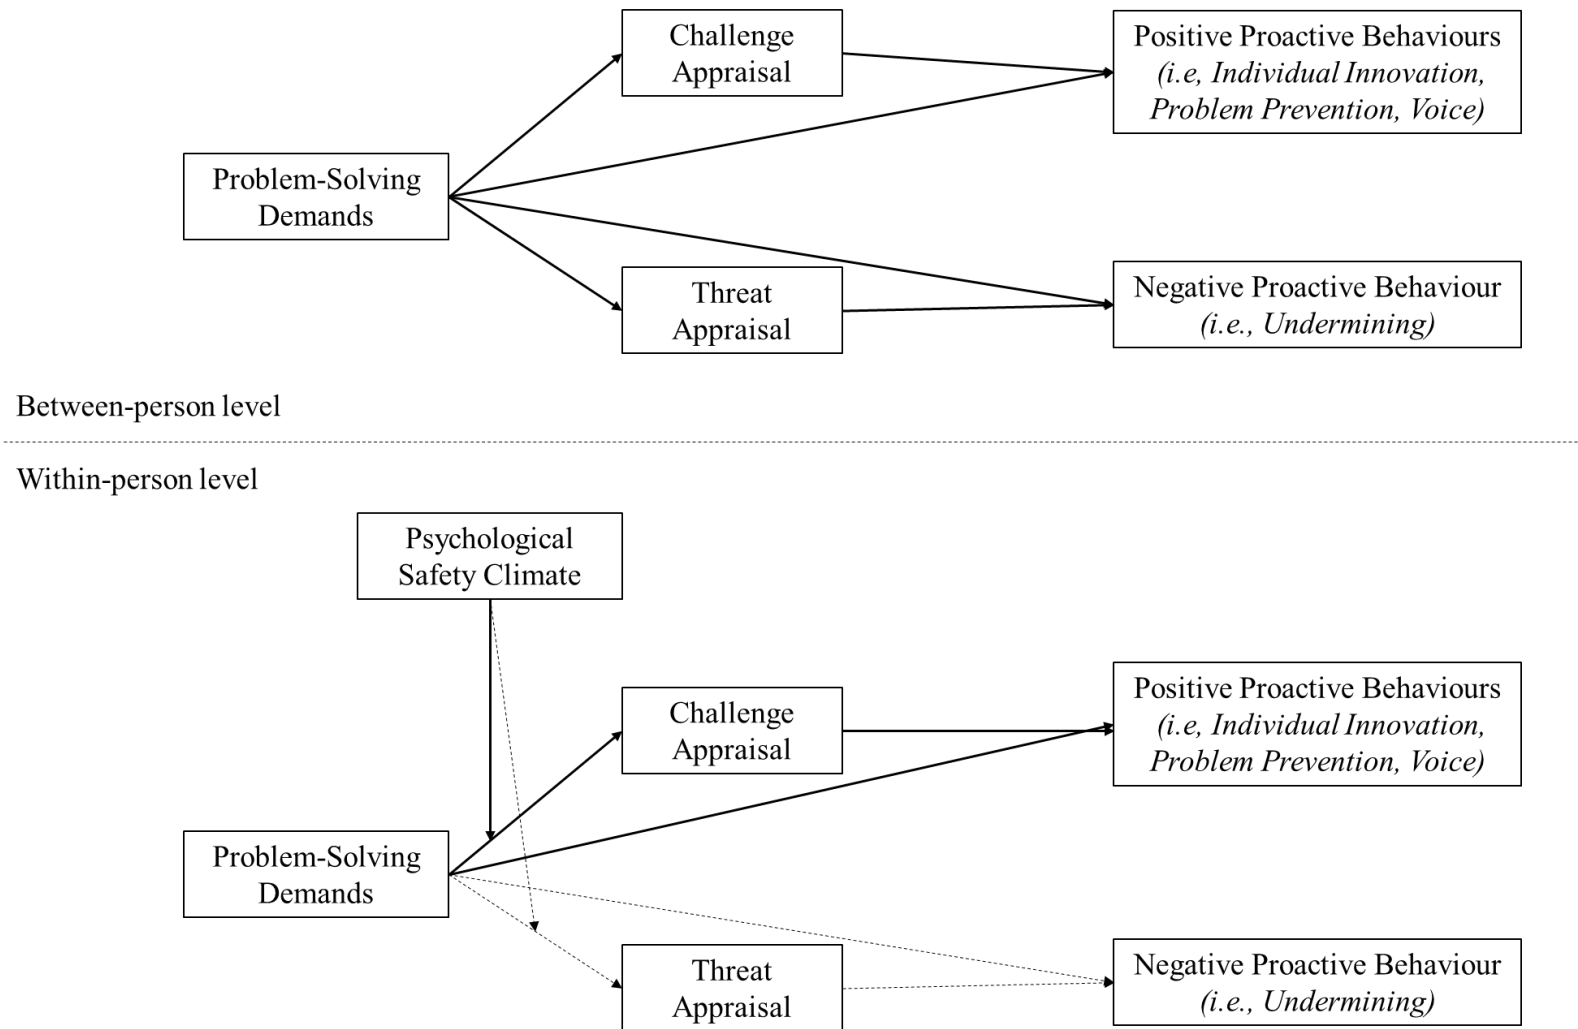 Challenge
Appraisal
Positive Proactive Behaviours
(i.e, Individual Innovation,
Problem Prevention, Voice)
Problem-Solving
Demands
Threat
Appraisal
Negative Proactive Behaviour
(i.e., Undermining)
Between-person level
Within-person level
Psychological
Safety Climate
Challenge
Appraisal
Positive Proactive Behaviours
(i.e, Individual Innovation,
Problem Prevention, Voice)
Problem-Solving
Demands
Threat
Appraisal
Negative Proactive Behaviour
(i.e., Undermining)